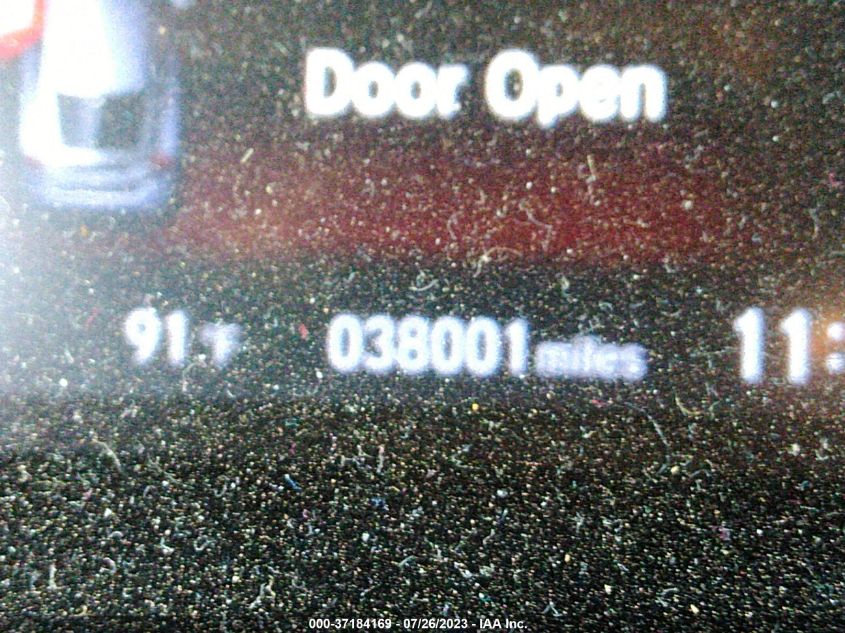 Door Open
91 °F 038001 miles 11:
000-37184169 - 07/26/2023 - IAA Inc.